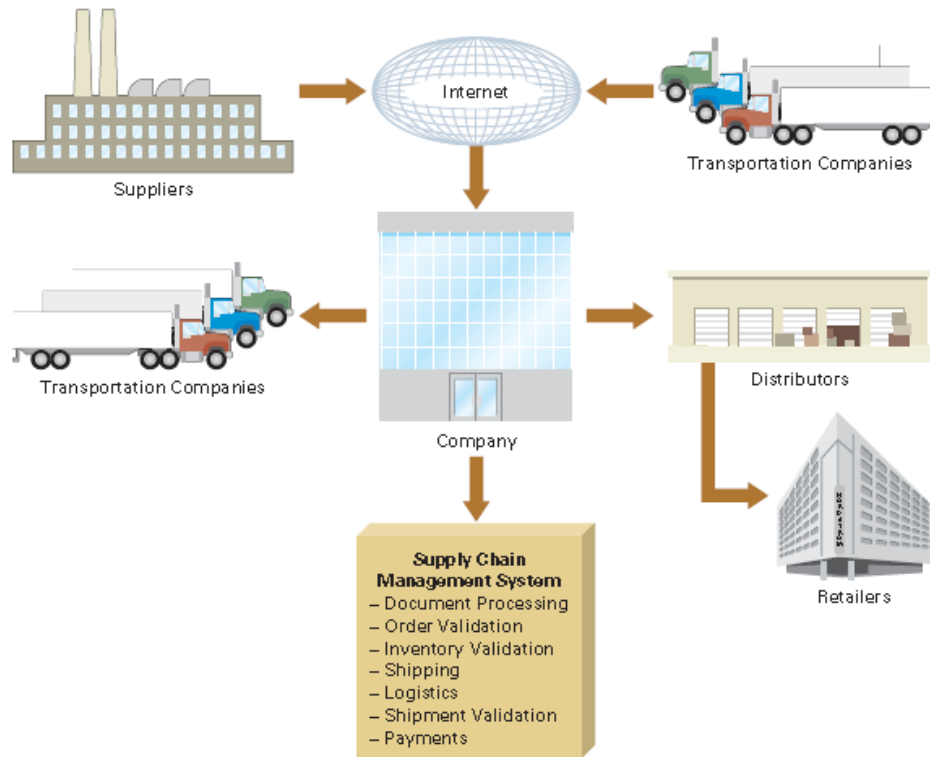 Internet
Suppliers
Transportation Companies
Transportation Companies
Company
Distributors
Retailers
Supply Chain
Management System
– Document Processing
– Order Validation
– Inventory Validation
– Shipping
– Logistics
– Shipment Validation
– Payments